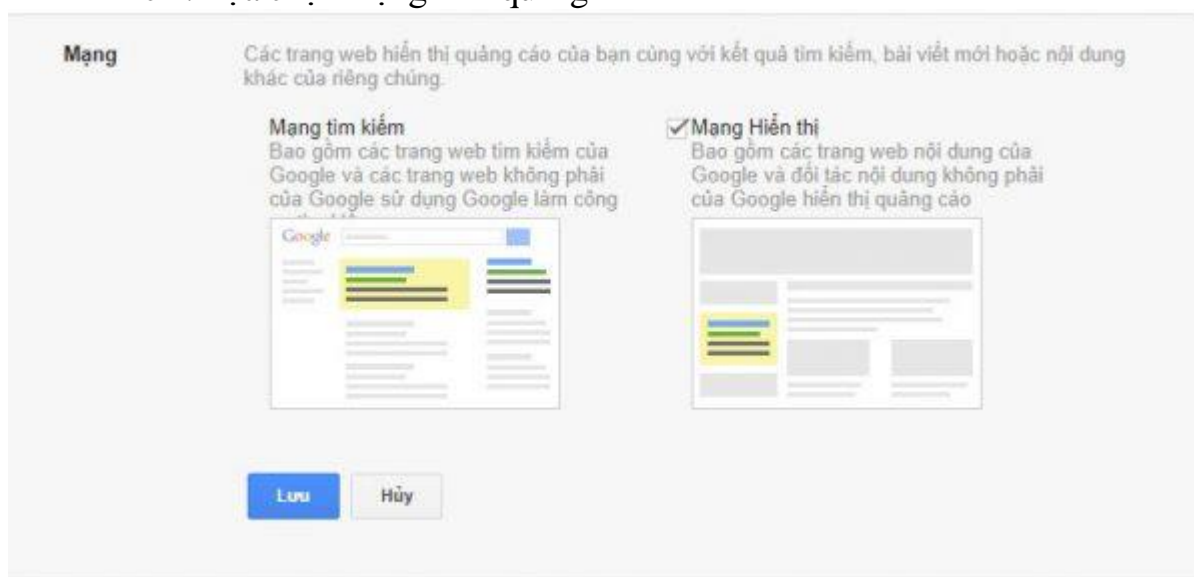 Mạng
Các trang web hiển thị quảng cáo của bạn cùng với kết quả tìm kiếm, bài viết mới hoặc nội dung
khác của riêng chúng.
Mạng tìm kiếm
Bao gồm các trang web tìm kiếm của
Google và các trang web không phải
của Google sử dụng Google làm công
Mạng Hiển thị
Bao gồm các trang web nội dung của
Google và đối tác nội dung không phải
của Google hiển thị quảng cáo
Google
Lưu
Hủy